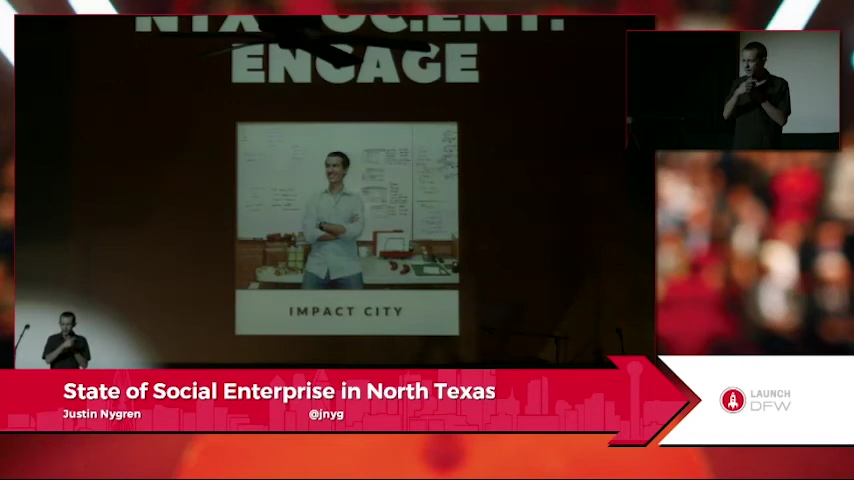 ENGAGE
IMPACT CITY
State of Social Enterprise in North Texas
Justin Nygren
@jnyg
LAUNCH
DFW